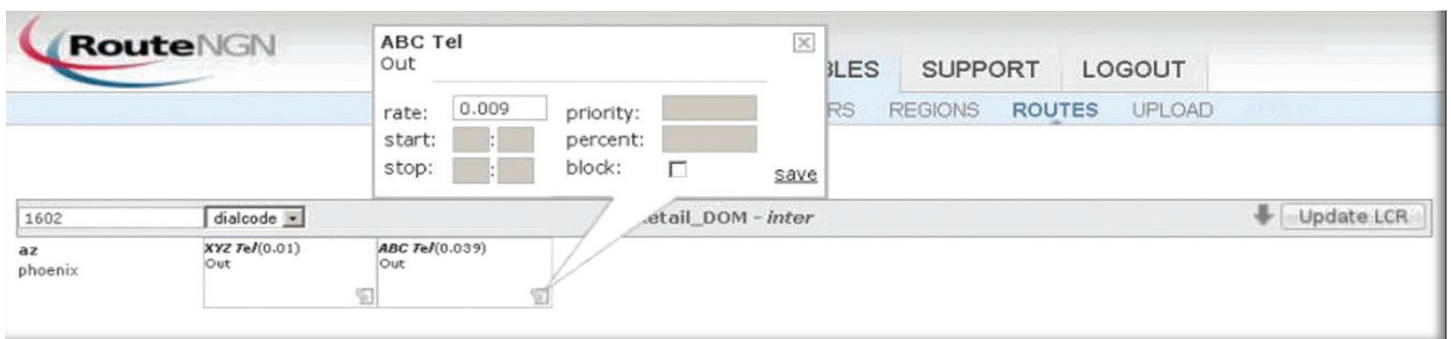 RouteNGN
ABC Tel
Out
BLES SUPPORT LOGOUT
RS REGIONS ROUTES UPLOAD
rate: 0.009 priority:
start: : percent:
stop: : block:
save
1602 dialcode etail_DOM - inter Update LCR
az XYZ Tel(0.01) ABC Tel(0.039)
phoenix Out Out